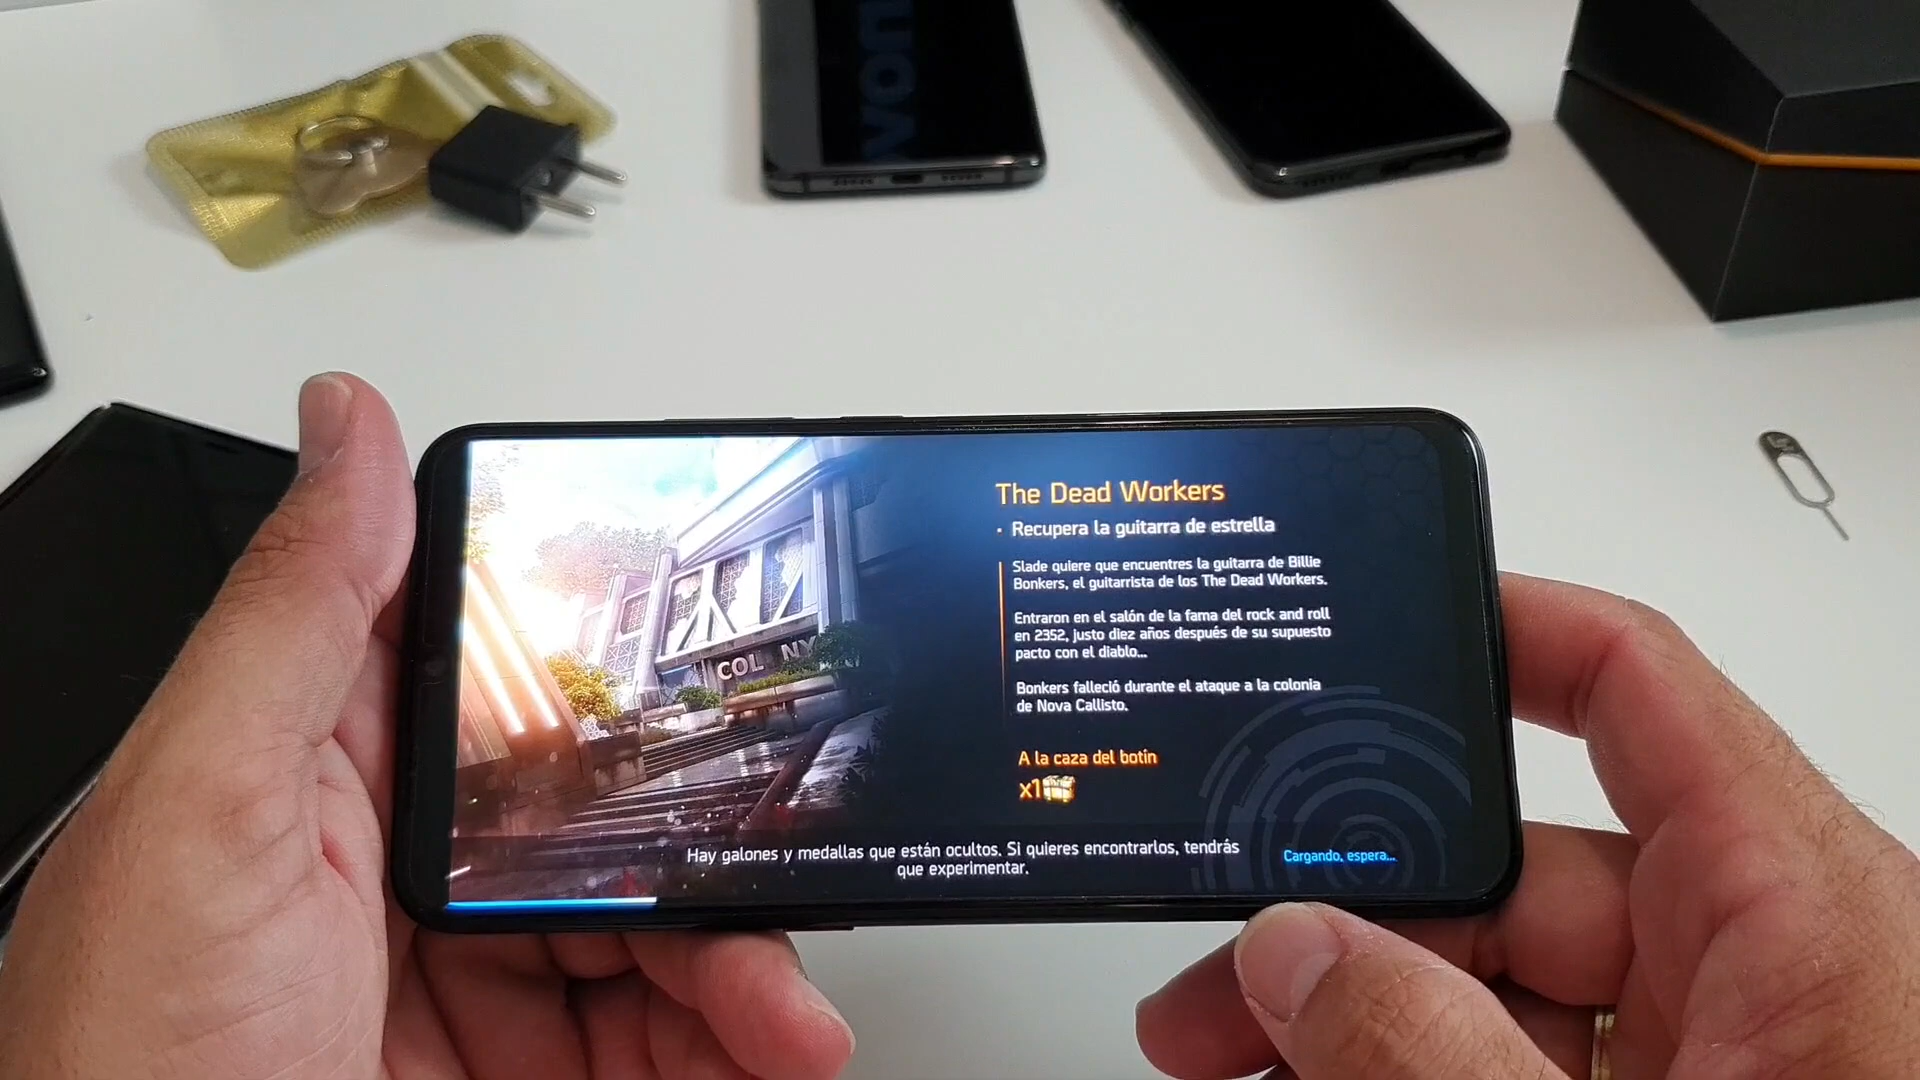 The Dead Workers
· Recupera la guitarra de estrella
Slade quiere que encuentres la guitarra de Billie
Bonkers, el guitarrista de los The Dead Workers.
Entraron en el salón de la fama del rock and roll
en 2352, justo diez años después de su supuesto
pacto con el diablo...
Bonkers falleció durante el ataque a la colonia
de Nova Callisto.
A la caza del botín
x1
Hay galones y medallas que están ocultos. Si quieres encontrarlos, tendrás
que experimentar.
Cargando, espera...
COL NY